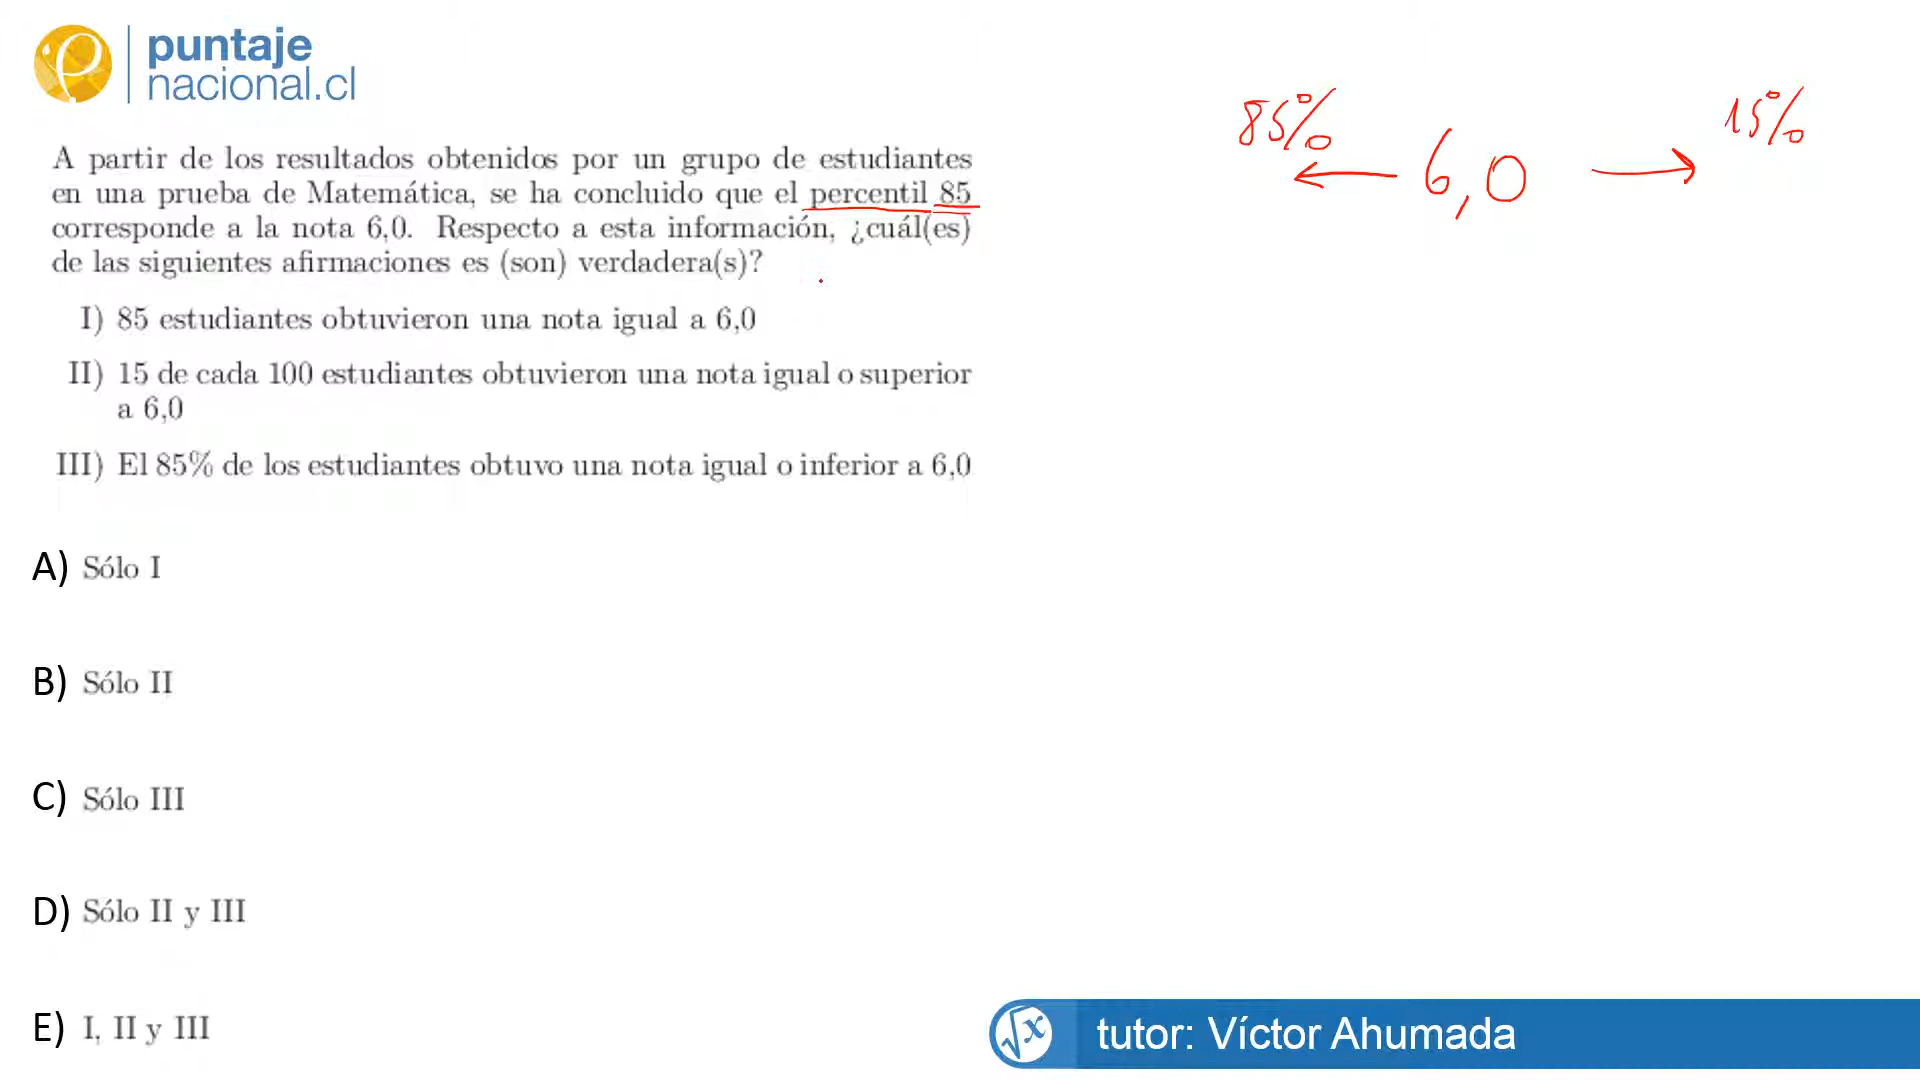 puntaje
nacional.cl
85%
6,0
15%
A partir de los resultados obtenidos por un grupo de estudiantes
en una prueba de Matemática, se ha concluido que el percentil 85
corresponde a la nota 6,0. Respecto a esta información, ¿cuál(es)
de las siguientes afirmaciones es (son) verdadera(s)?
I) 85 estudiantes obtuvieron una nota igual a 6,0
II) 15 de cada 100 estudiantes obtuvieron una nota igual o superior
a 6,0
III) El 85% de los estudiantes obtuvo una nota igual o inferior a 6,0
A) Sólo I
B) Sólo II
C) Sólo III
D) Sólo II y III
E) I, II y III
√x
tutor: Víctor Ahumada